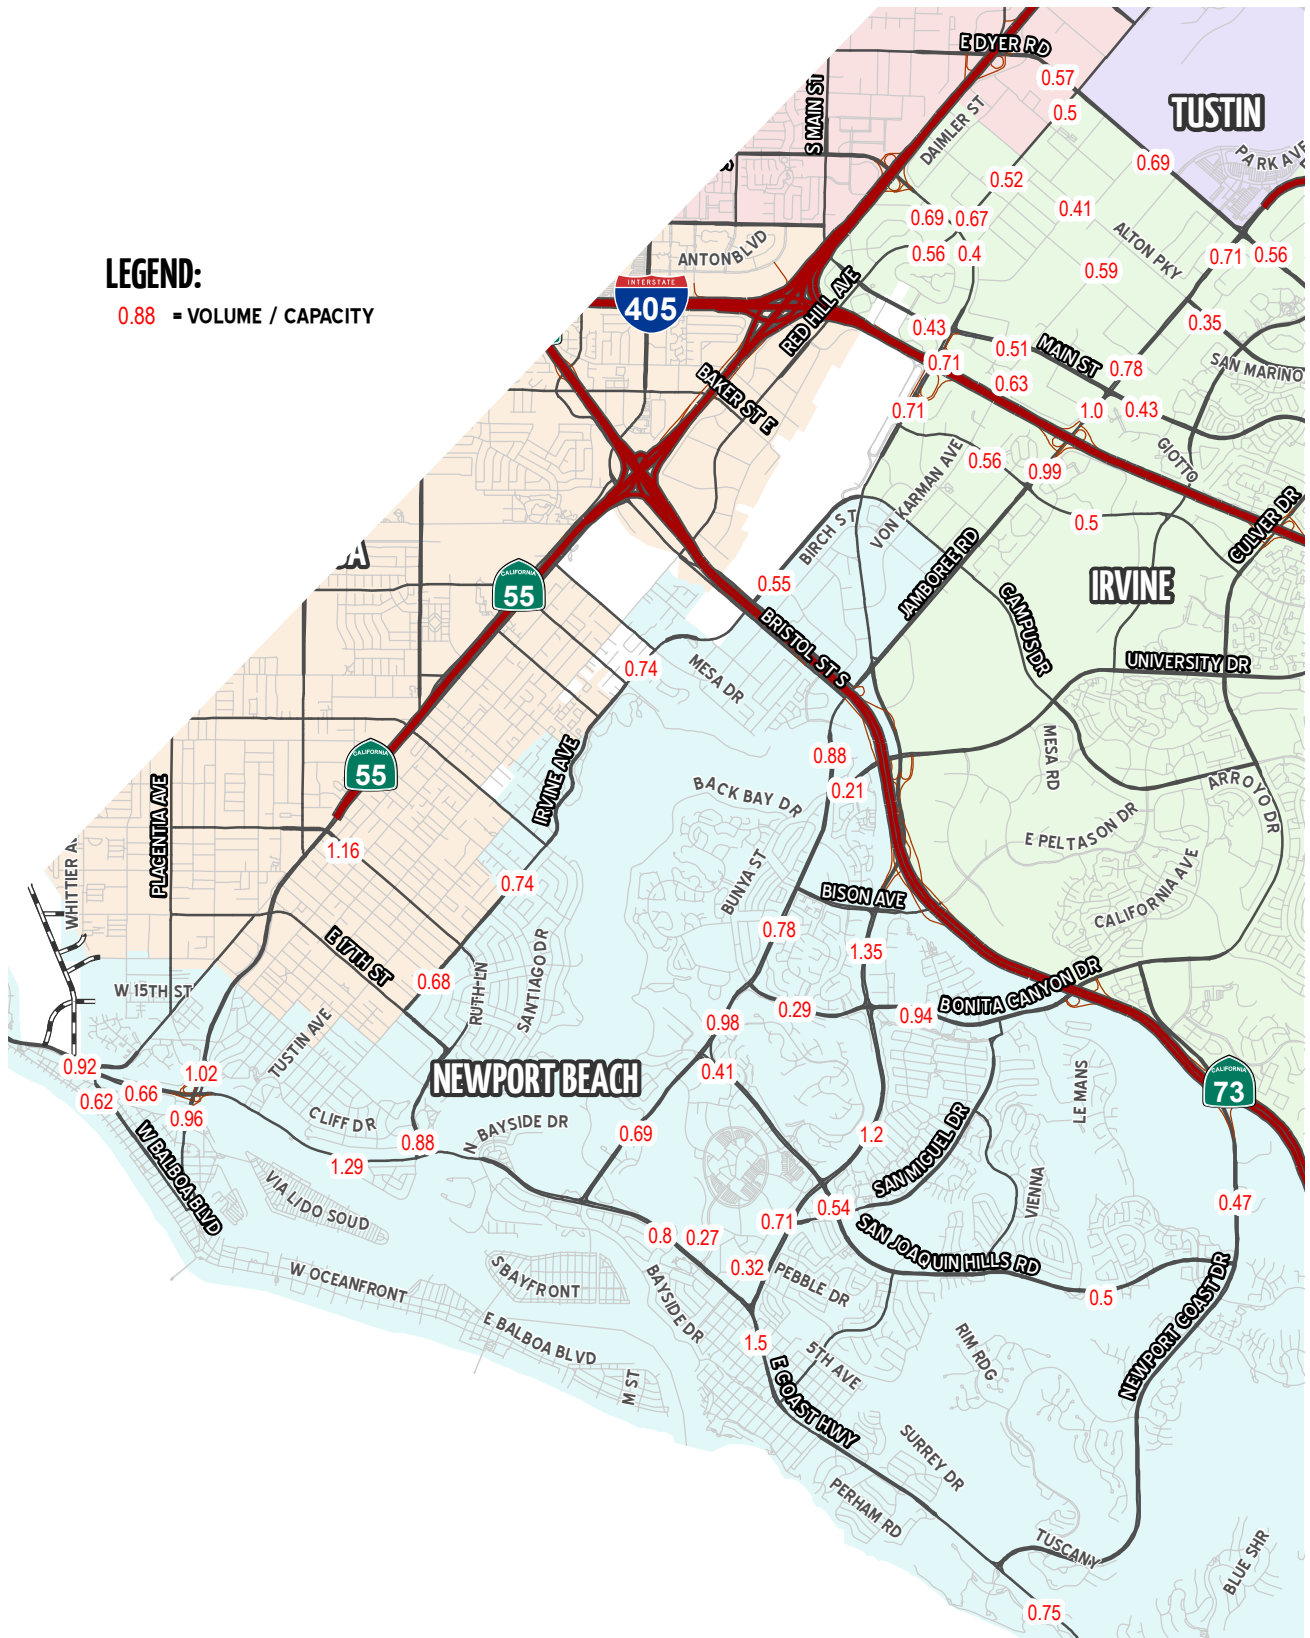 E DYER RD
0.57
S MAIN ST
0.5
TUSTIN
DAIMLER ST
PARK AVE
0.69
0.52
0.41
0.69
0.67
ALTON PKY
ANTON BLVD
0.56
0.4
0.71
0.56
LEGEND:
0.59
0.88 = VOLUME / CAPACITY
INTERSTATE
405
RED HILL AVE
0.35
0.43
0.51
MAIN ST
0.71
0.78
SAN MARINO
0.63
BAKER ST E
0.71
1.0
0.43
0.56
0.99
GIOTTO
VON KARMAN AVE
0.5
CULVER DR
BIRCH ST
JAMBOREE RD
CALIFORNIA
55
0.55
IRVINE
CAMPUS DR
BRISTOL ST S
0.74
MESA DR
UNIVERSITY DR
CALIFORNIA
55
IRVINE AVE
0.88
MESA RD
BACK BAY DR
0.21
ARROYO DR
PLACENTIA AVE
E PELTASON DR
1.16
0.74
BUNYA ST
BISON AVE
CALIFORNIA AVE
0.78
1.35
E 17TH ST
W 15TH ST
0.68
RUTH LN
SANTIAGO DR
BONITA CANYON DR
0.29
0.94
0.98
TUSTIN AVE
0.92
1.02
0.41
NEWPORT BEACH
LE MANS
CALIFORNIA
73
0.66
0.62
0.96
CLIFF DR
N BAYSIDE DR
0.69
0.88
1.2
SAN MIGUEL DR
W BALBOA BLVD
1.29
VIA LIDO SOUD
VIENNA
0.47
0.54
0.71
0.8
0.27
SAN JOAQUIN HILLS RD
0.32
PEBBLE DR
W OCEANFRONT
S BAYFRONT
BAYSIDE DR
0.5
NEWPORT COAST DR
E BALBOA BLVD
1.5
5TH AVE
RIM RDG
M ST
E COAST HWY
SURREY DR
PERHAM RD
TUSCANY
BLUE SHR
0.75